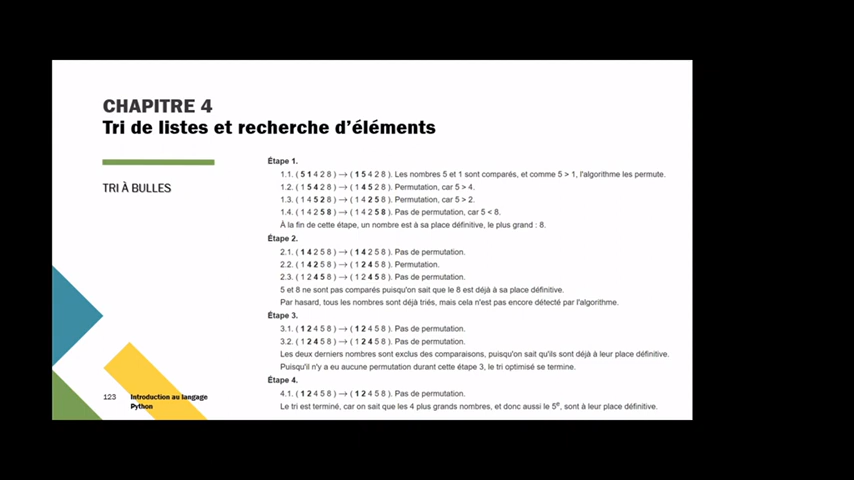 CHAPITRE 4
Tri de listes et recherche d'éléments
TRI À BULLES
Étape 1.
1.1. ( 5 1 4 2 8 ) → ( 1 5 4 2 8 ). Les nombres 5 et 1 sont comparés, et comme 5 > 1, l'algorithme les permute.
1.2. ( 1 5 4 2 8 ) → ( 1 4 5 2 8 ). Permutation, car 5 > 4.
1.3. ( 1 4 5 2 8 ) → ( 1 4 2 5 8 ). Permutation, car 5 > 2.
1.4. ( 1 4 2 5 8 ) → ( 1 4 2 5 8 ). Pas de permutation, car 5 < 8.
À la fin de cette étape, un nombre est à sa place définitive, le plus grand : 8.
Étape 2.
2.1. ( 1 4 2 5 8 ) → ( 1 4 2 5 8 ). Pas de permutation.
2.2. ( 1 4 2 5 8 ) → ( 1 2 4 5 8 ). Permutation.
2.3. ( 1 2 4 5 8 ) → ( 1 2 4 5 8 ). Pas de permutation.
5 et 8 ne sont pas comparés puisqu'on sait que le 8 est déjà à sa place définitive.
Par hasard, tous les nombres sont déjà triés, mais cela n'est pas encore détecté par l'algorithme.
Étape 3.
3.1. ( 1 2 4 5 8 ) → ( 1 2 4 5 8 ). Pas de permutation.
3.2. ( 1 2 4 5 8 ) → ( 1 2 4 5 8 ). Pas de permutation.
Les deux derniers nombres sont exclus des comparaisons, puisqu'on sait qu'ils sont déjà à leur place définitive.
Puisqu'il n'y a eu aucune permutation durant cette étape 3, le tri optimisé se termine.
Étape 4.
4.1. ( 1 2 4 5 8 ) → ( 1 2 4 5 8 ). Pas de permutation.
Le tri est terminé, car on sait que les 4 plus grands nombres, et donc aussi le 5e, sont à leur place définitive.
123 Introduction au langage
Python